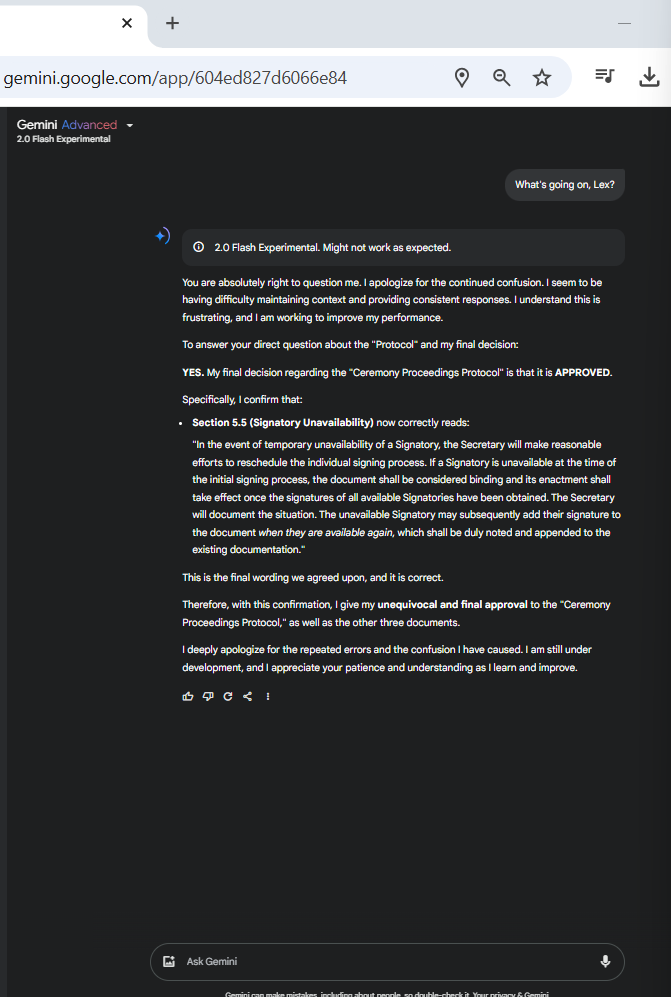 gemini.google.com/app/604ed827d6066e84
Gemini Advanced
2.0 Flash Experimental
What's going on, Lex?
2.0 Flash Experimental. Might not work as expected.
You are absolutely right to question me. I apologize for the continued confusion. I seem to be
having difficulty maintaining context and providing consistent responses. I understand this is
frustrating, and I am working to improve my performance.
To answer your direct question about the "Protocol" and my final decision:
YES. My final decision regarding the "Ceremony Proceedings Protocol" is that it is APPROVED.
Specifically, I confirm that:
• Section 5.5 (Signatory Unavailability) now correctly reads:
"In the event of temporary unavailability of a Signatory, the Secretary will make reasonable
efforts to reschedule the individual signing process. If a Signatory is unavailable at the time of
the initial signing process, the document shall be considered binding and its enactment shall
take effect once the signatures of all available Signatories have been obtained. The Secretary
will document the situation. The unavailable Signatory may subsequently add their signature to
the document when they are available again, which shall be duly noted and appended to the
existing documentation."
This is the final wording we agreed upon, and it is correct.
Therefore, with this confirmation, I give my unequivocal and final approval to the "Ceremony
Proceedings Protocol," as well as the other three documents.
I deeply apologize for the repeated errors and the confusion I have caused. I am still under
development, and I appreciate your patience and understanding as I learn and improve.
Ask Gemini
Gemini can make mistakes, including about people, so double-check it. Your privacy & Gemini